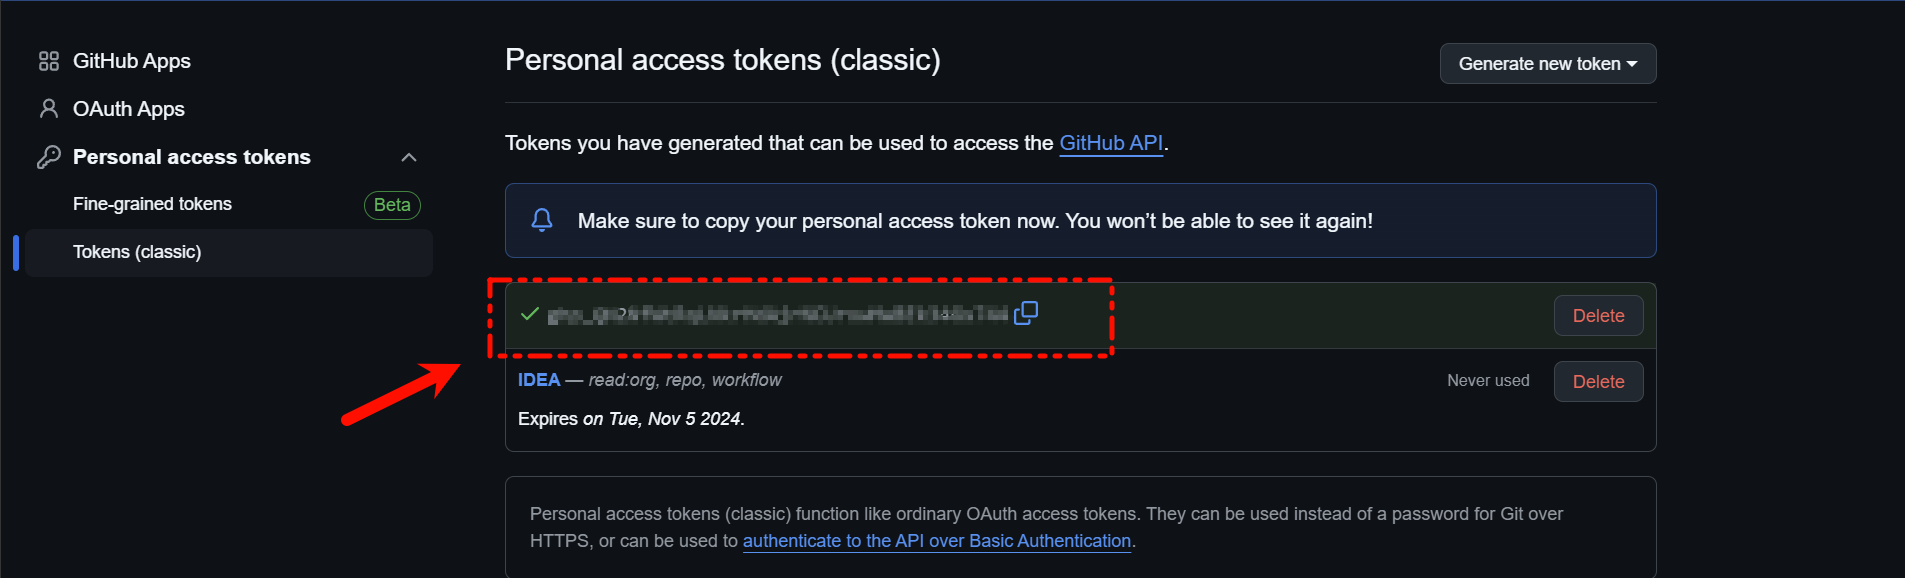 GitHub Apps
OAuth Apps
Personal access tokens
Fine-grained tokens Beta
Tokens (classic)
Personal access tokens (classic)
Generate new token
Tokens you have generated that can be used to access the GitHub API.
Make sure to copy your personal access token now. You won’t be able to see it again!
Delete
IDEA — read:org, repo, workflow
Never used
Delete
Expires on Tue, Nov 5 2024.
Personal access tokens (classic) function like ordinary OAuth access tokens. They can be used instead of a password for Git over
HTTPS, or can be used to authenticate to the API over Basic Authentication.